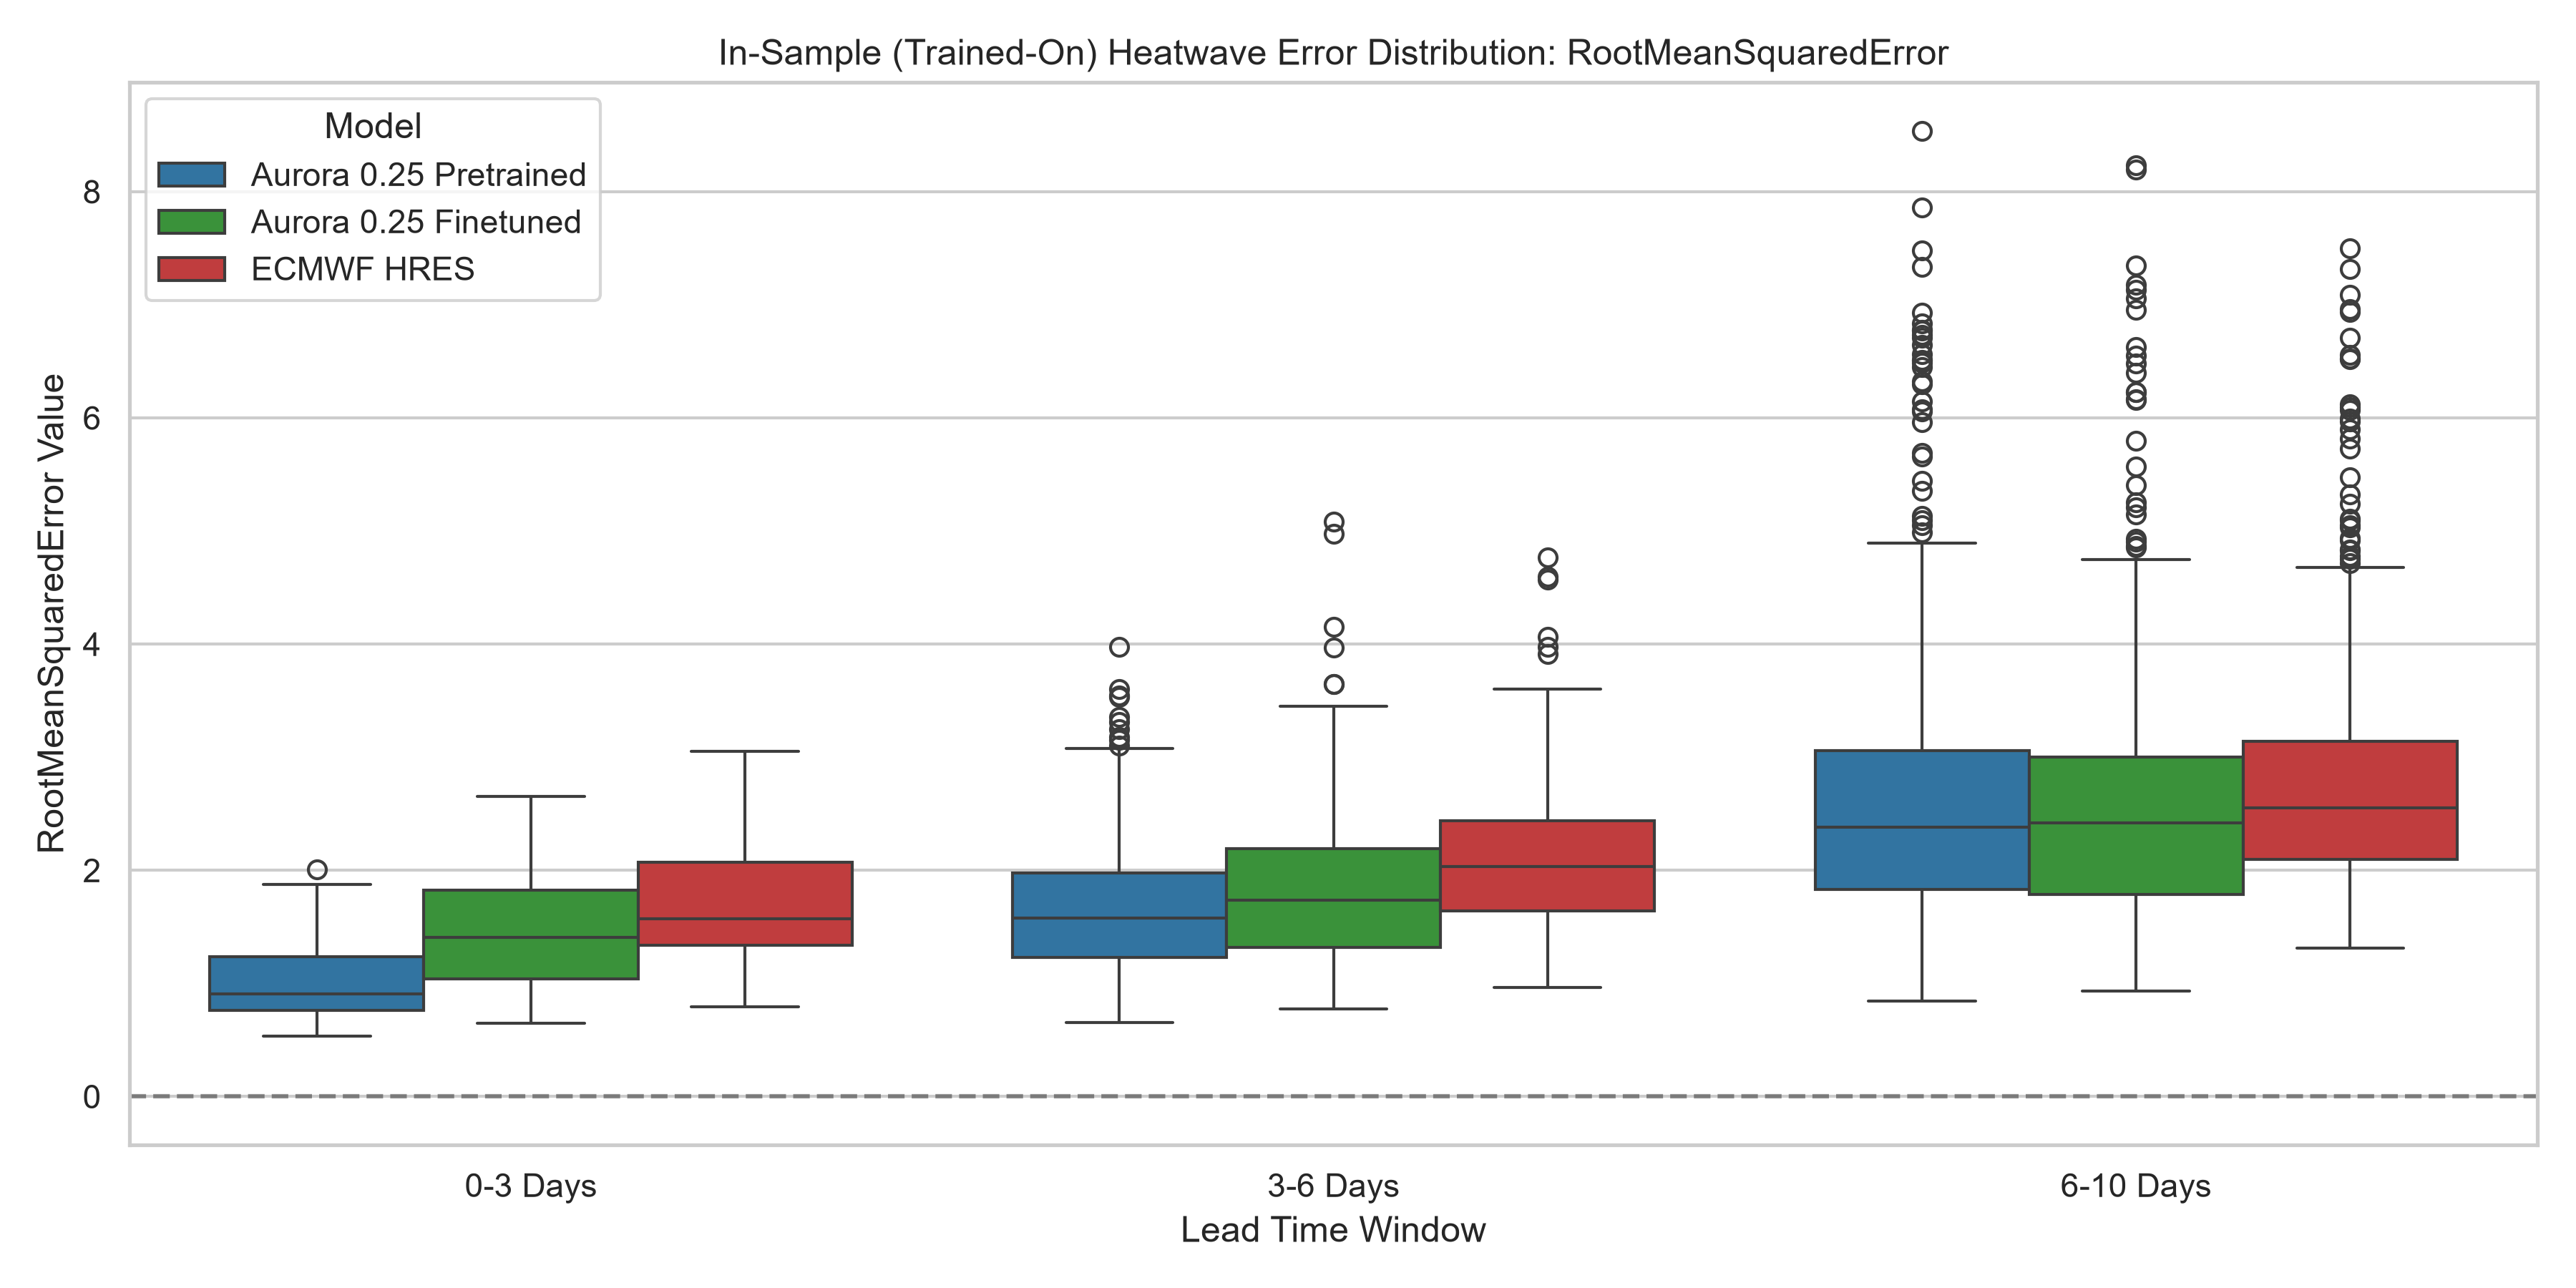 In-Sample (Trained-On) Heatwave Error Distribution: RootMeanSquaredError
Model
Aurora 0.25 Pretrained
Aurora 0.25 Finetuned
ECMWF HRES
RootMeanSquaredError Value
8
6
4
2
0
0-3 Days
3-6 Days
6-10 Days
Lead Time Window